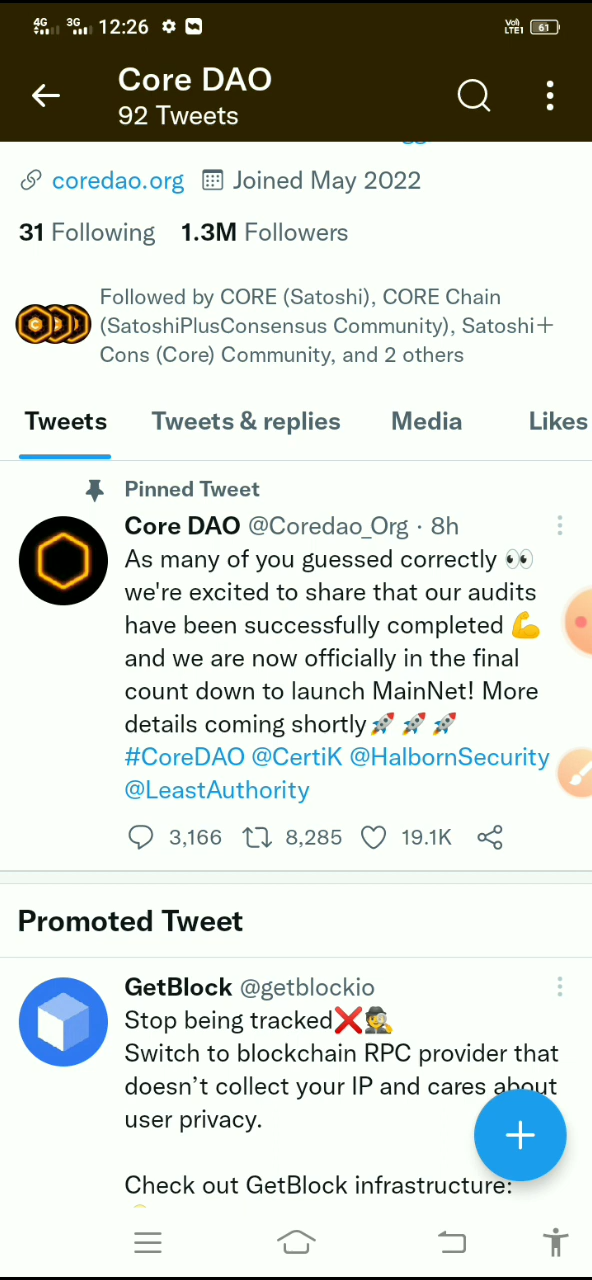 4G 3G 12:26 Vo) LTE1 61
Core DAO
92 Tweets
coredao.org Joined May 2022
31 Following 1.3M Followers
Followed by CORE (Satoshi), CORE Chain
(SatoshiPlusConsensus Community), Satoshi+
Cons (Core) Community, and 2 others
Tweets Tweets & replies Media Likes
Pinned Tweet
Core DAO @Coredao_Org · 8h
As many of you guessed correctly 👀
we're excited to share that our audits
have been successfully completed 💪
and we are now officially in the final
count down to launch MainNet! More
details coming shortly🚀🚀🚀
#CoreDAO @CertiK @HalbornSecurity
@LeastAuthority
3,166 8,285 19.1K
Promoted Tweet
GetBlock @getblockio
Stop being tracked❌🕵️
Switch to blockchain RPC provider that
doesn’t collect your IP and cares about
user privacy.
Check out GetBlock infrastructure: